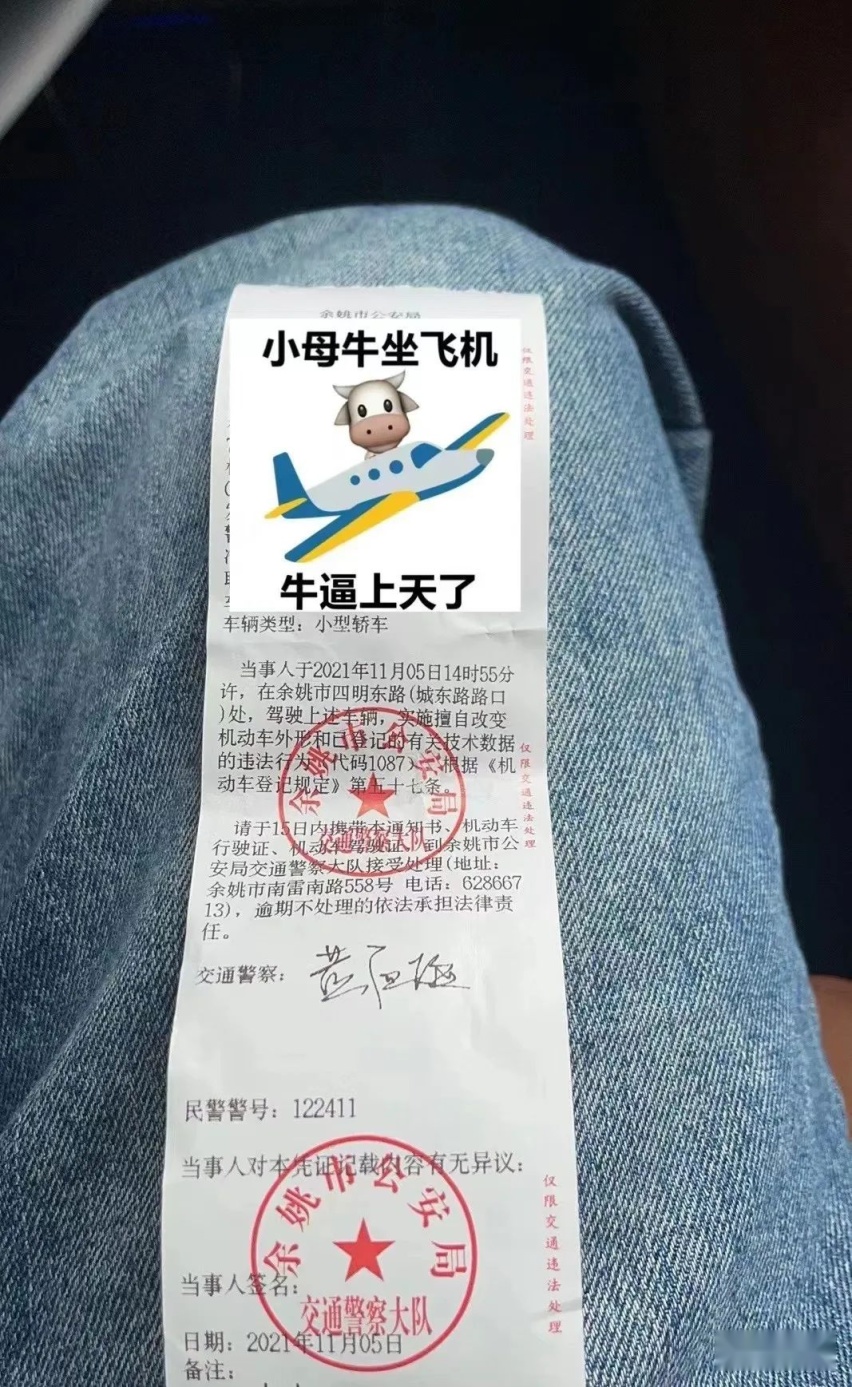 余姚市公安局
小母牛坐飞机
牛逼上天了
车辆类型：小型轿车
当事人于2021年11月05日14时55分
许，在余姚市四明东路(城东路路口
)处，驾驶上述车辆，实施擅自改变
机动车外形和已登记的有关技术数据
的违法行为（代码1087），根据《机
动车登记规定》第五十七条。
请于15日内携带本通知书、机动车
行驶证、机动车驾驶证，到余姚市公
安局交通警察大队接受处理(地址：
余姚市南雷南路558号 电话：628667
13)，逾期不处理的依法承担法律责
任。
余姚市公安局
交通警察大队
交通警察：
民警警号：122411
当事人对本凭证记载内容有无异议：
当事人签名：
日期：2021年11月05日
备注：
余姚市公安局
交通警察大队
仅限交通违法处理
仅限交通违法处理
仅限交通违法处理